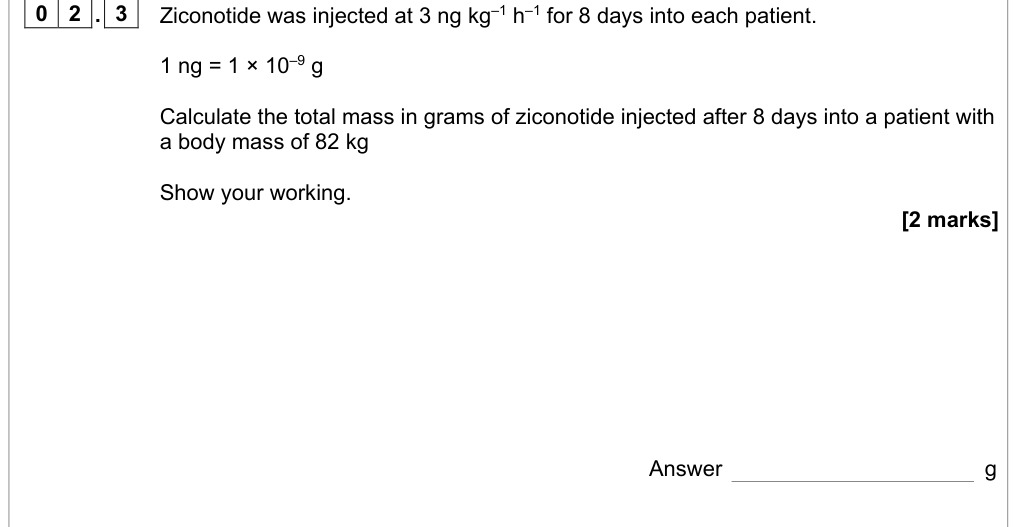 0 2 . 3 Ziconotide was injected at 3 ng kg⁻¹ h⁻¹ for 8 days into each patient.
1 ng = 1 × 10⁻⁹ g
Calculate the total mass in grams of ziconotide injected after 8 days into a patient with
a body mass of 82 kg
Show your working.
[2 marks]
Answer g